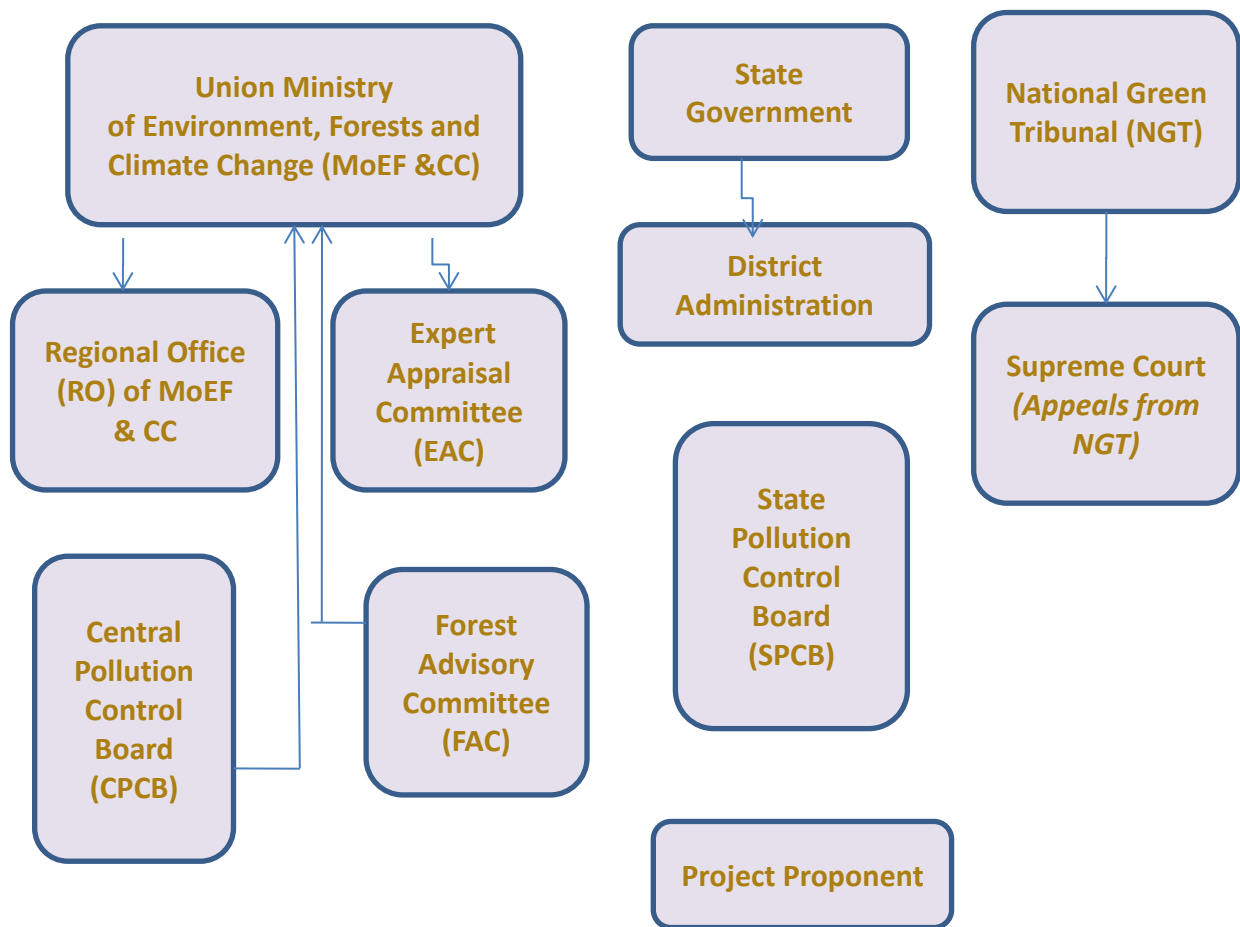 Union Ministry
of Environment, Forests and
Climate Change (MoEF &CC)
State
Government
National Green
Tribunal (NGT)
District
Administration
Regional Office
(RO) of MoEF
& CC
Expert
Appraisal
Committee
(EAC)
Supreme Court
(Appeals from
NGT)
State
Pollution
Control
Board
(SPCB)
Central
Pollution
Control
Board
(CPCB)
Forest
Advisory
Committee
(FAC)
Project Proponent